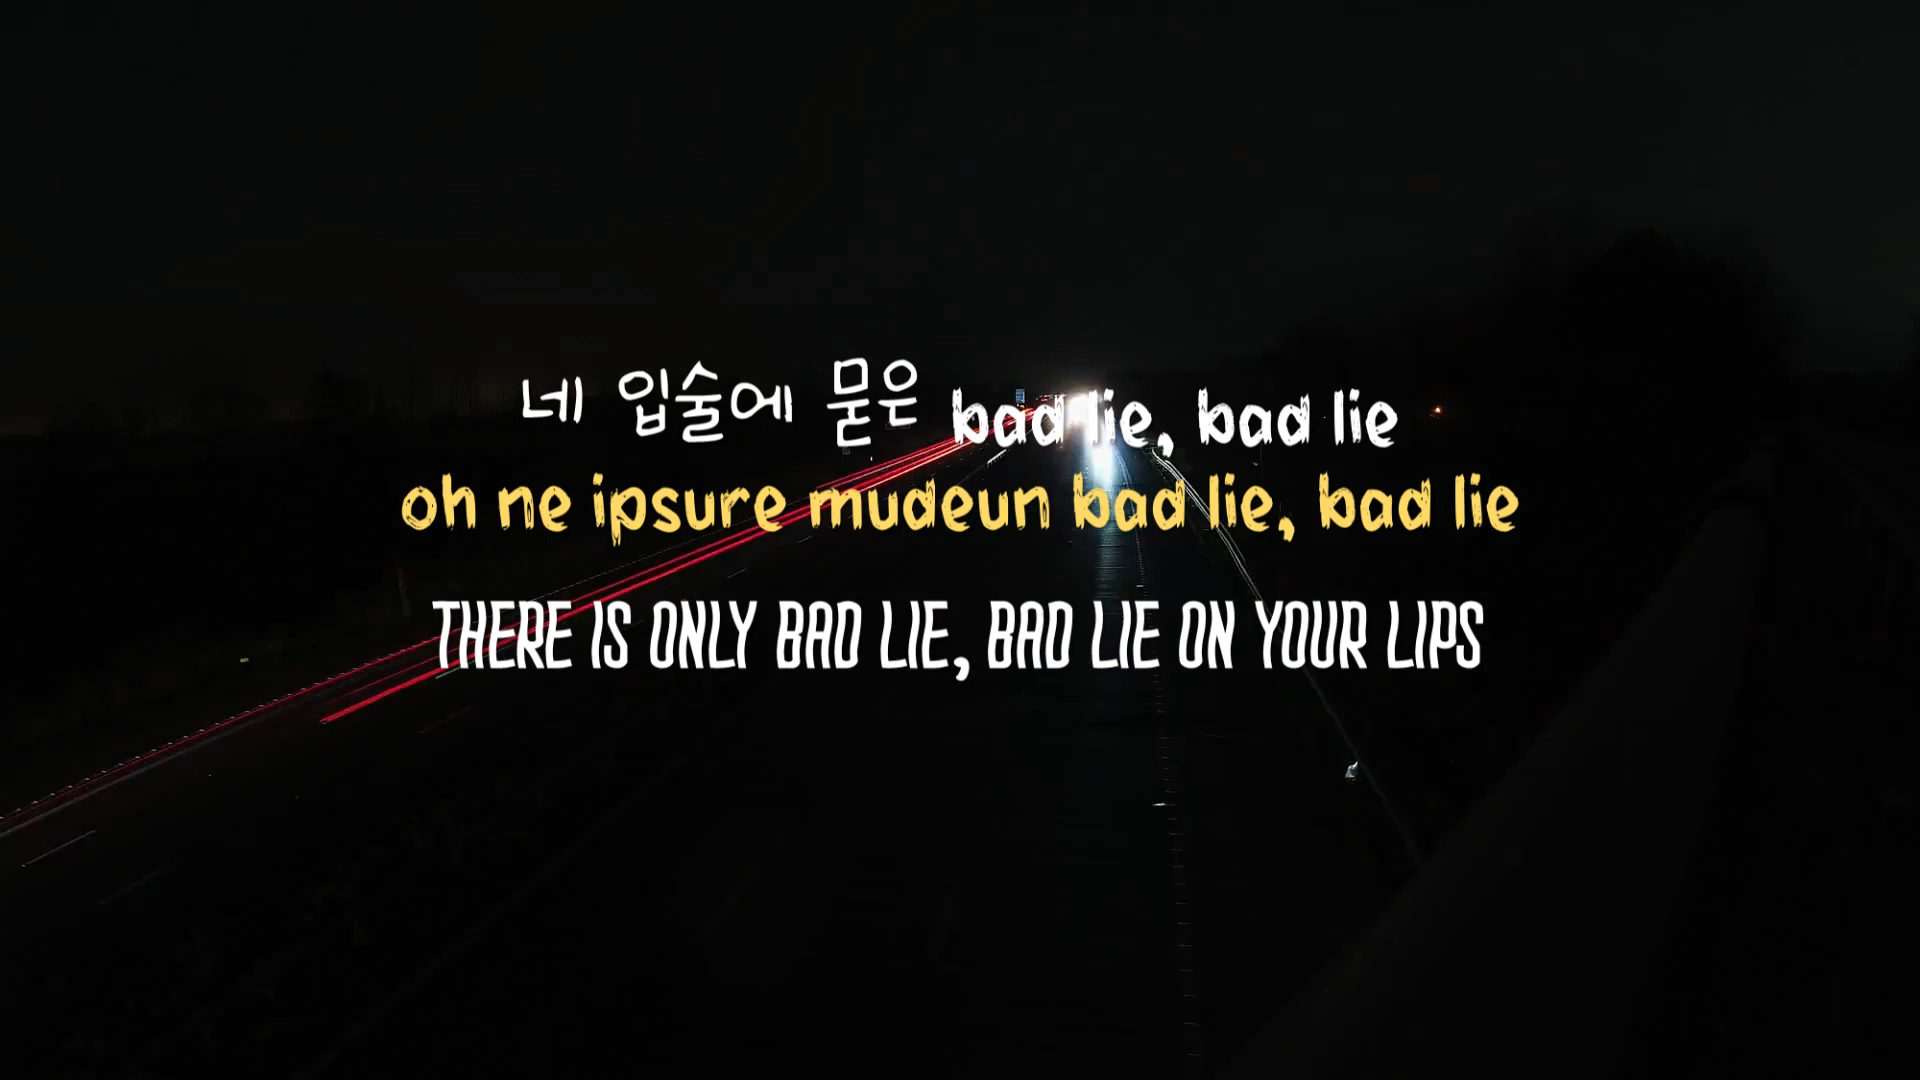 네 입술에 묻은 bad lie, bad lie
oh ne ipsure mudeun bad lie, bad lie
THERE IS ONLY BAD LIE, BAD LIE ON YOUR LIPS